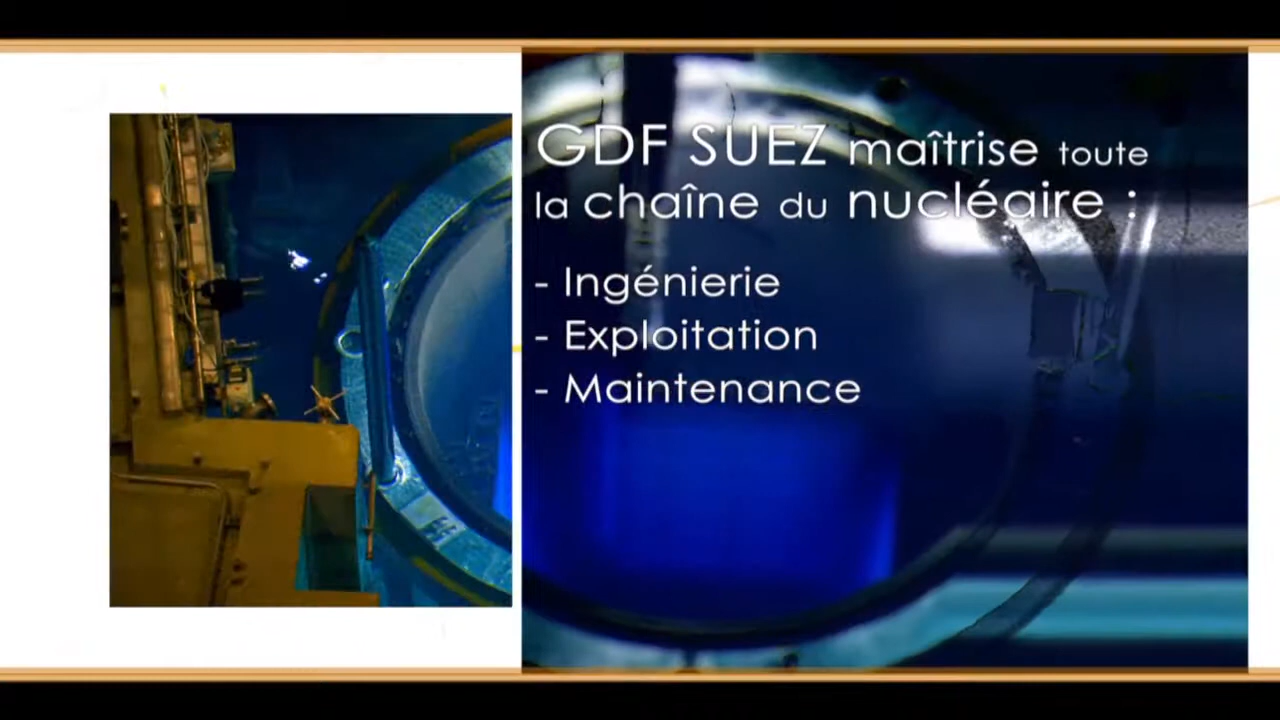 GDF SUEZ maîtrise toute
la chaîne du nucléaire :
- Ingénierie
- Exploitation
- Maintenance